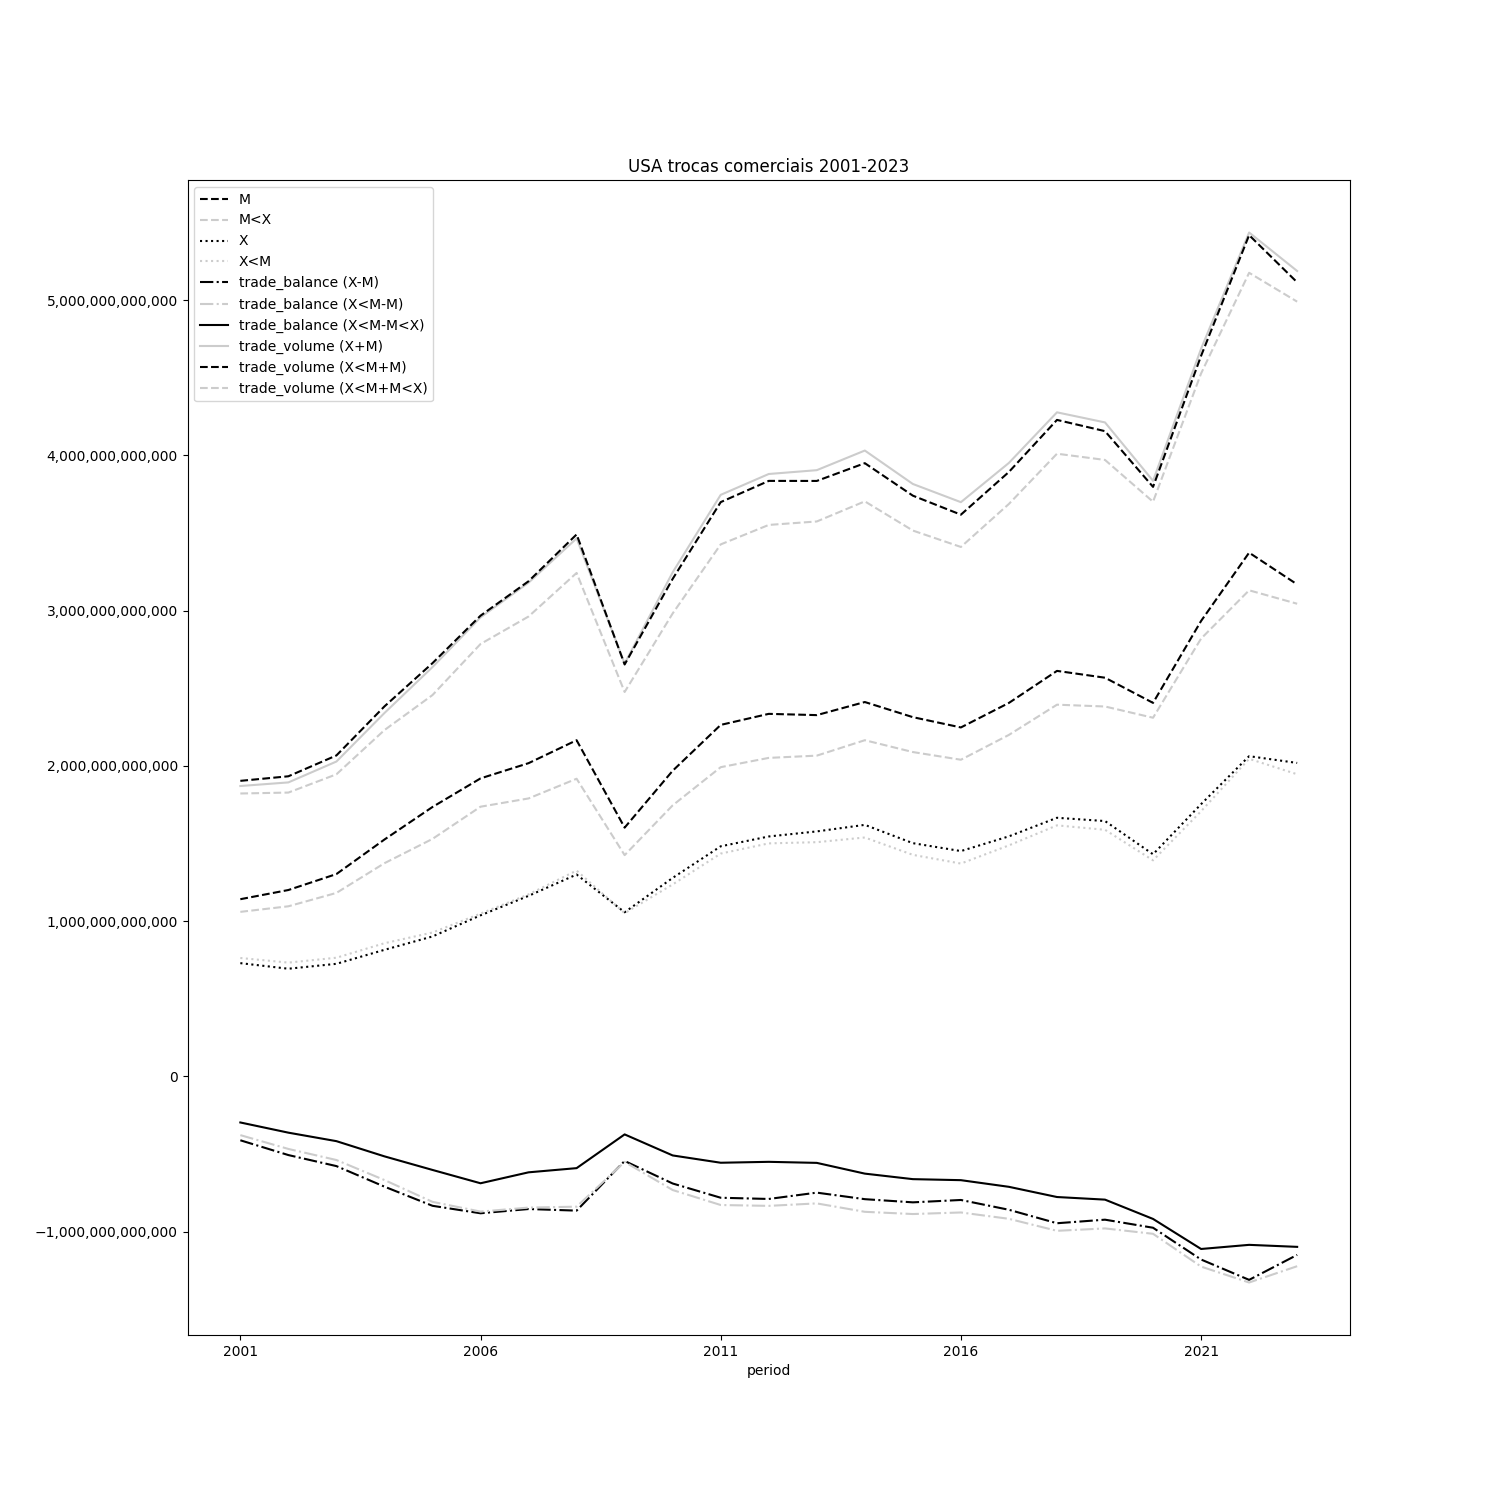 USA trocas comerciais 2001-2023
M
M<X
X
X<M
trade_balance (X-M)
trade_balance (X<M-M)
trade_balance (X<M-M<X)
trade_volume (X+M)
trade_volume (X<M+M)
trade_volume (X<M+M<X)
5,000,000,000,000
4,000,000,000,000
3,000,000,000,000
2,000,000,000,000
1,000,000,000,000
0
−1,000,000,000,000
2001 2006 2011 2016 2021
period